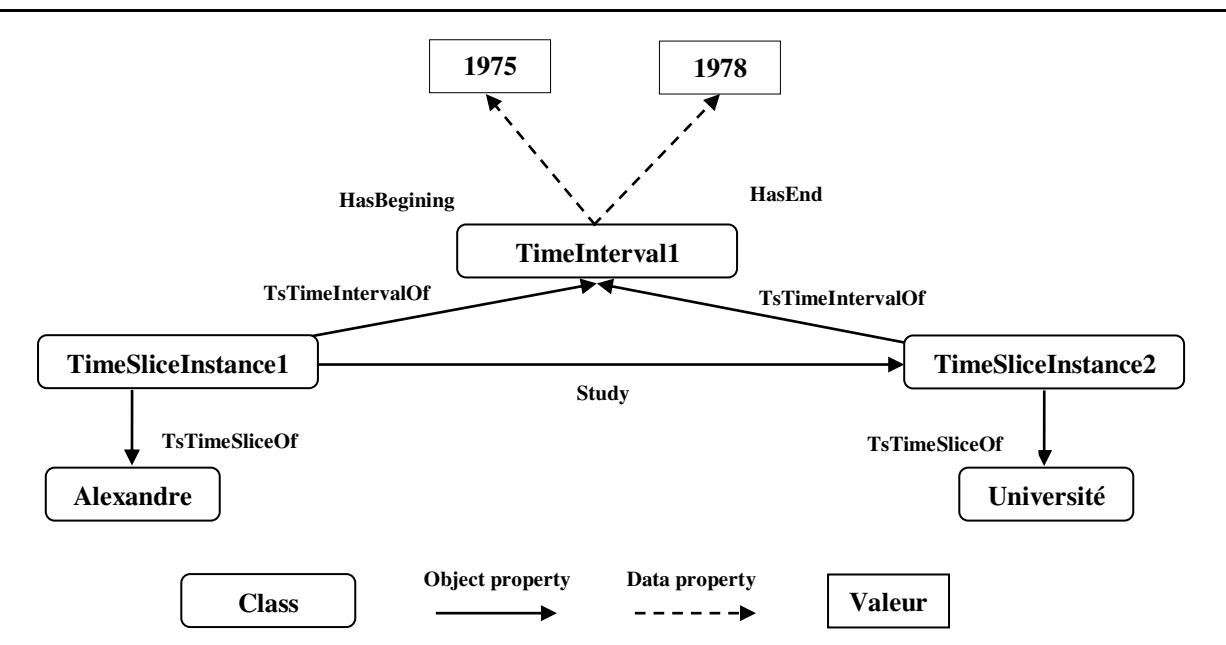 1975
1978
HasBegining
HasEnd
TimeInterval1
TsTimeIntervalOf
TsTimeIntervalOf
TimeSliceInstance1
TimeSliceInstance2
Study
TsTimeSliceOf
TsTimeSliceOf
Alexandre
Université
Object property
Data property
Class
Valeur